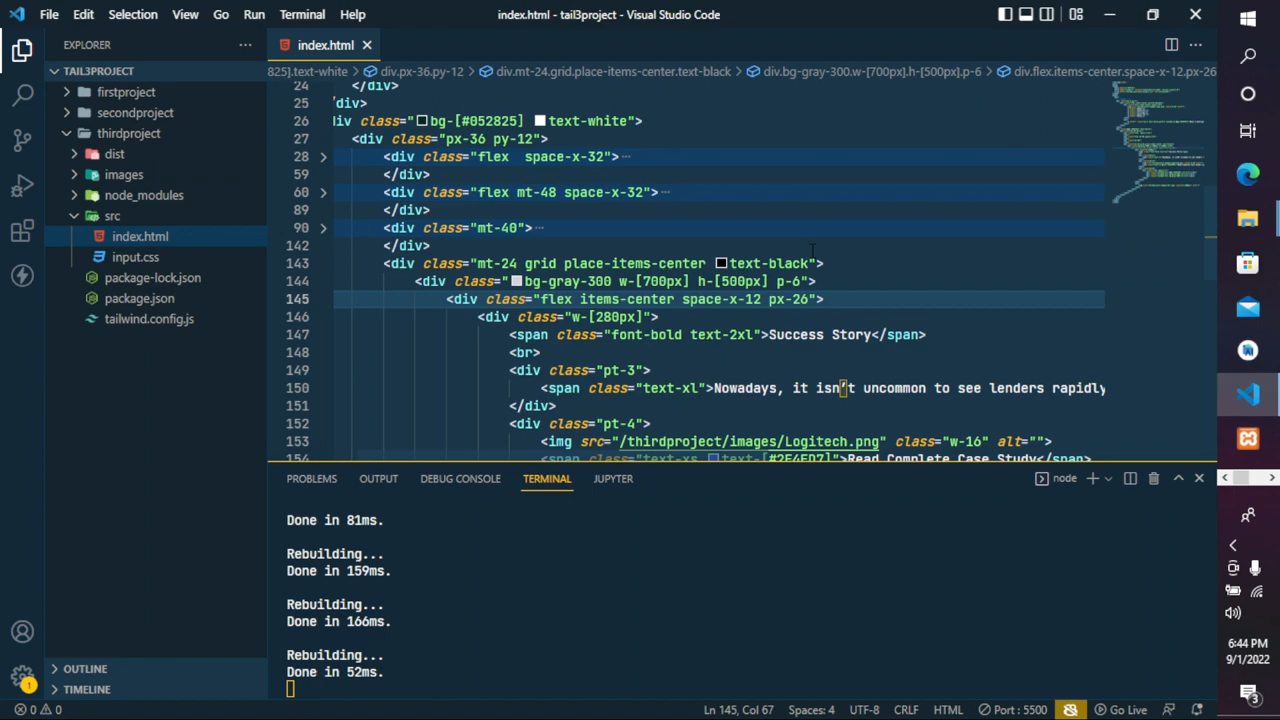 File Edit Selection View Go Run Terminal Help index.html - tail3project - Visual Studio Code
EXPLORER
index.html
TAIL3PROJECT
firstproject
secondproject
thirdproject
dist
images
node_modules
src
index.html
input.css
package-lock.json
package.json
tailwind.config.js
OUTLINE
TIMELINE
825].text-white > div.px-36.py-12 > div.mt-24.grid.place-items-center.text-black > div.bg-gray-300.w-[700px].h-[500px].p-6 > div.flex.items-center.space-x-12.px-26
24 </div>
25 /div>
26 div class="bg-[#052825] text-white">
27 <div class="px-36 py-12">
28 <div class="flex  space-x-32"> ⋯
59 </div>
60 <div class="flex mt-48 space-x-32"> ⋯
89 </div>
90 <div class="mt-40"> ⋯
142 </div>
143 <div class="mt-24 grid place-items-center text-black">
144 <div class="bg-gray-300 w-[700px] h-[500px] p-6">
145 <div class="flex items-center space-x-12 px-26">
146 <div class="w-[280px]">
147 <span class="font-bold text-2xl">Success Story</span>
148 <br>
149 <div class="pt-3">
150 <span class="text-xl">Nowadays, it isn’t uncommon to see lenders rapidly
151 </div>
152 <div class="pt-4">
153 <img src="/thirdproject/images/Logitech.png" class="w-16" alt="">
154 <span class="text-xs text-[#2F4ED7]">Read Complete Case Study</span>
PROBLEMS OUTPUT DEBUG CONSOLE TERMINAL JUPYTER node
Done in 81ms.
Rebuilding...
Done in 159ms.
Rebuilding...
Done in 166ms.
Rebuilding...
Done in 52ms.
1
0 0 Ln 145, Col 67 Spaces: 4 UTF-8 CRLF HTML Port : 5500 Go Live
6:44 PM
9/1/2022
3